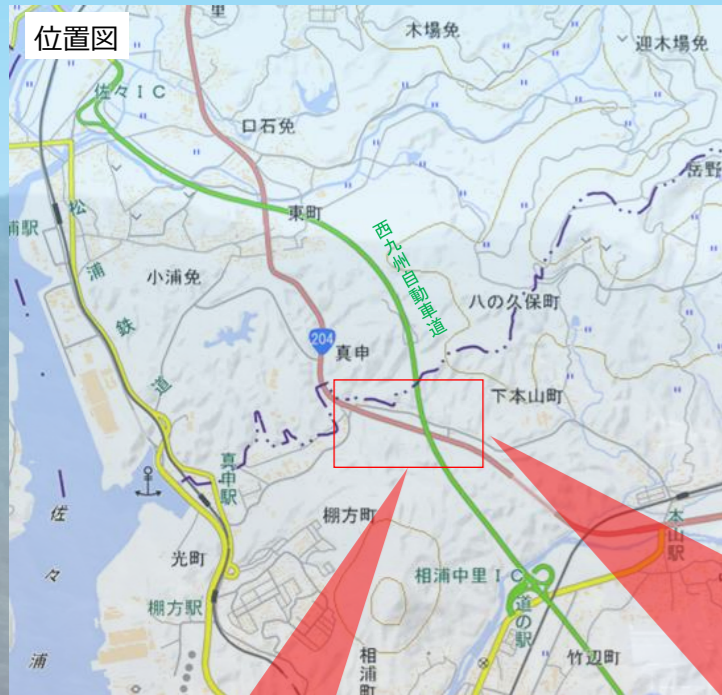 位置図
里
木場免
迎木場免
佐々IC
口石免
岳野
東町
西九州自動車道
浦駅
松浦鉄道
小浦免
八の久保町
204
真申
下本山町
真申駅
棚方町
本山駅
佐々浦
光町
相浦中里IC
棚方駅
道の駅
相浦町
竹辺町